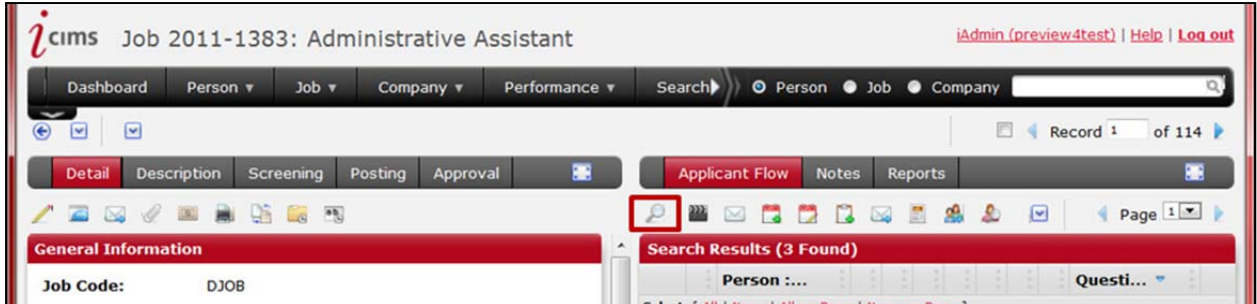 icims Job 2011-1383: Administrative Assistant iAdmin (preview4test) | Help | Log out
Dashboard Person Job Company Performance Search Person Job Company
Record 1 of 114
Detail Description Screening Posting Approval Applicant Flow Notes Reports
Page 1
General Information Search Results (3 Found)
Person :... Questi...
Job Code: DJOB